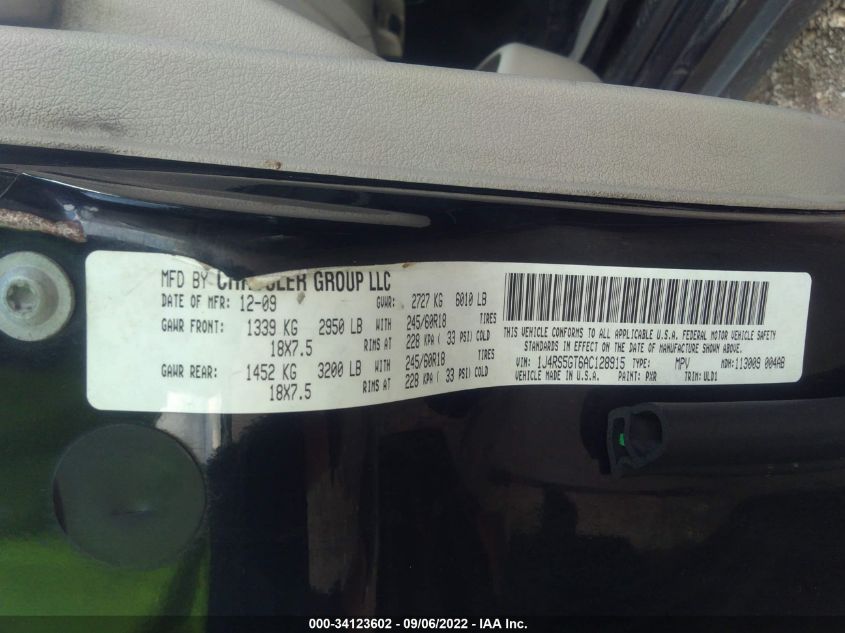 MFD BY CHRYSLER GROUP LLC
DATE OF MFR: 12-09 GVWR: 2727 KG 6010 LB
GAWR FRONT: 1339 KG 2950 LB WITH 245/60R18 TIRES
18X7.5 RIMS AT 228 KPA ( 33 PSI) COLD
GAWR REAR: 1452 KG 3200 LB WITH 245/60R18 TIRES
18X7.5 RIMS AT 228 KPA ( 33 PSI) COLD
THIS VEHICLE CONFORMS TO ALL APPLICABLE U.S.A. FEDERAL MOTOR VEHICLE SAFETY
STANDARDS IN EFFECT ON THE DATE OF MANUFACTURE SHOWN ABOVE.
VIN: 1J4RS5GT6AC128915 TYPE: MPV MDH: 113009 004AB
VEHICLE MADE IN U.S.A. PAINT: PXR TRIM: ULD1
000-34123602 - 09/06/2022 - IAA Inc.